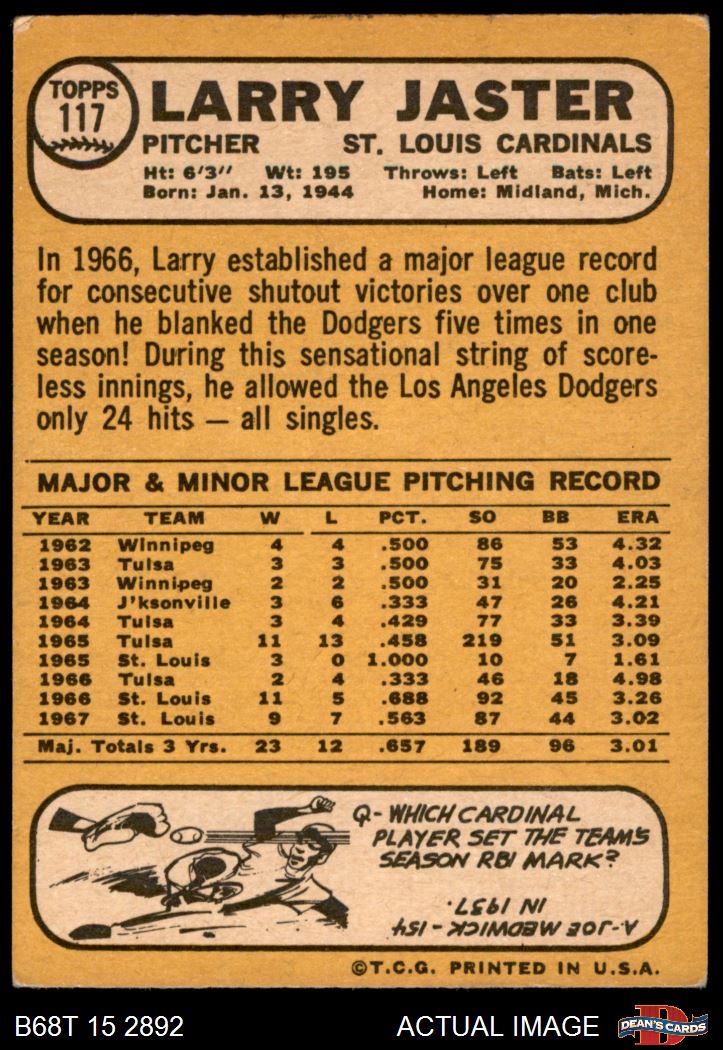 TOPPS
117
LARRY JASTER
PITCHER ST. LOUIS CARDINALS
Ht: 6'3" Wt: 195 Throws: Left Bats: Left
Born: Jan. 13, 1944 Home: Midland, Mich.
In 1966, Larry established a major league record
for consecutive shutout victories over one club
when he blanked the Dodgers five times in one
season! During this sensational string of score-
less innings, he allowed the Los Angeles Dodgers
only 24 hits — all singles.
MAJOR & MINOR LEAGUE PITCHING RECORD
YEAR TEAM W L PCT. SO BB ERA
1962 Winnipeg 4 4 .500 86 53 4.32
1963 Tulsa 3 3 .500 75 33 4.03
1963 Winnipeg 2 2 .500 31 20 2.25
1964 J'ksonville 3 6 .333 47 26 4.21
1964 Tulsa 3 4 .429 77 33 3.39
1965 Tulsa 11 13 .458 219 51 3.09
1965 St. Louis 3 0 1.000 10 7 1.61
1966 Tulsa 2 4 .333 46 18 4.98
1966 St. Louis 11 5 .688 92 45 3.26
1967 St. Louis 9 7 .563 87 44 3.02
Maj. Totals 3 Yrs. 23 12 .657 189 96 3.01
Q- WHICH CARDINAL
PLAYER SET THE TEAM'S
SEASON RBI MARK?
A- JOE MEDWICK - 154
IN 1937.
©T.C.G. PRINTED IN U.S.A.
B68T 15 2892 ACTUAL IMAGE
D
DEAN'S CARDS